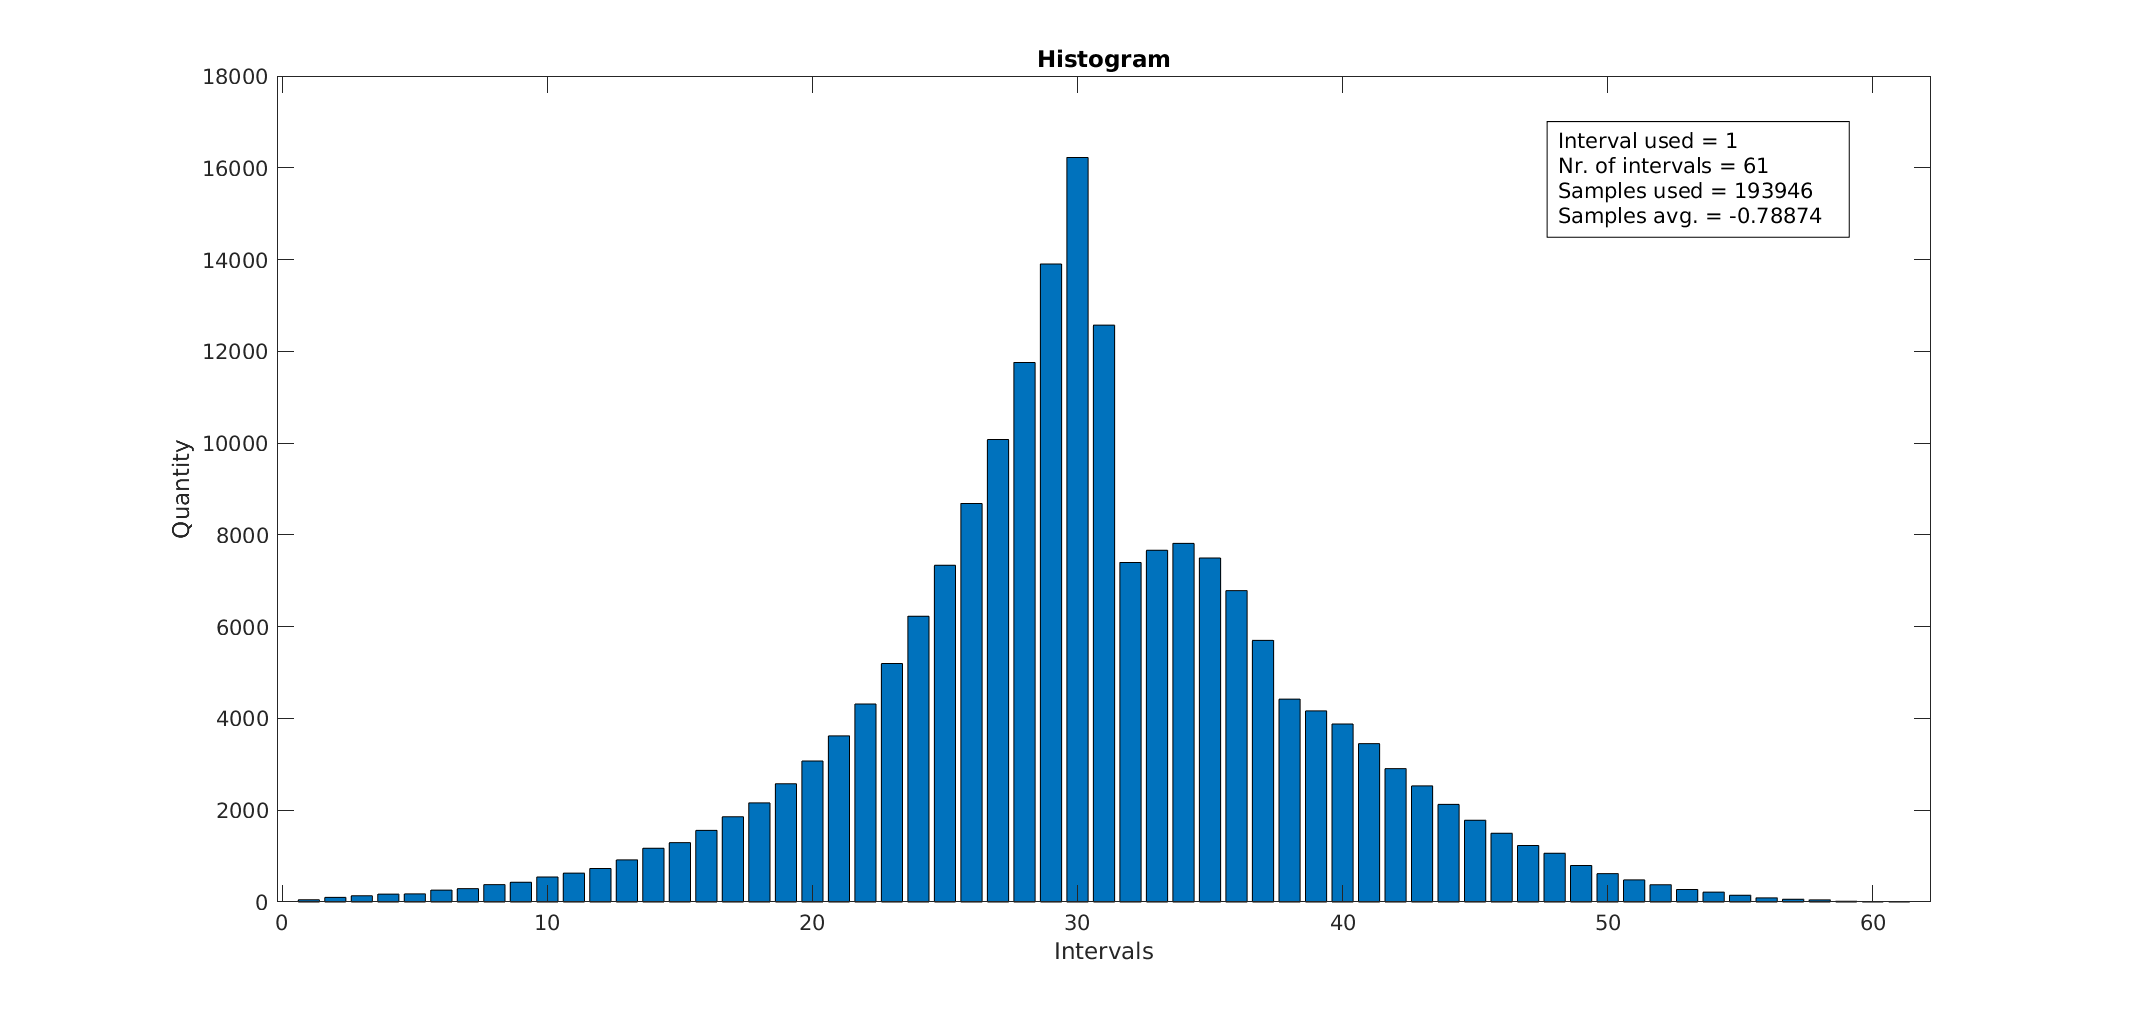 Histogram
18000
16000
14000
12000
10000
8000
6000
4000
2000
0
Quantity
Interval used = 1
Nr. of intervals = 61
Samples used = 193946
Samples avg. = -0.78874
0 10 20 30 40 50 60
Intervals